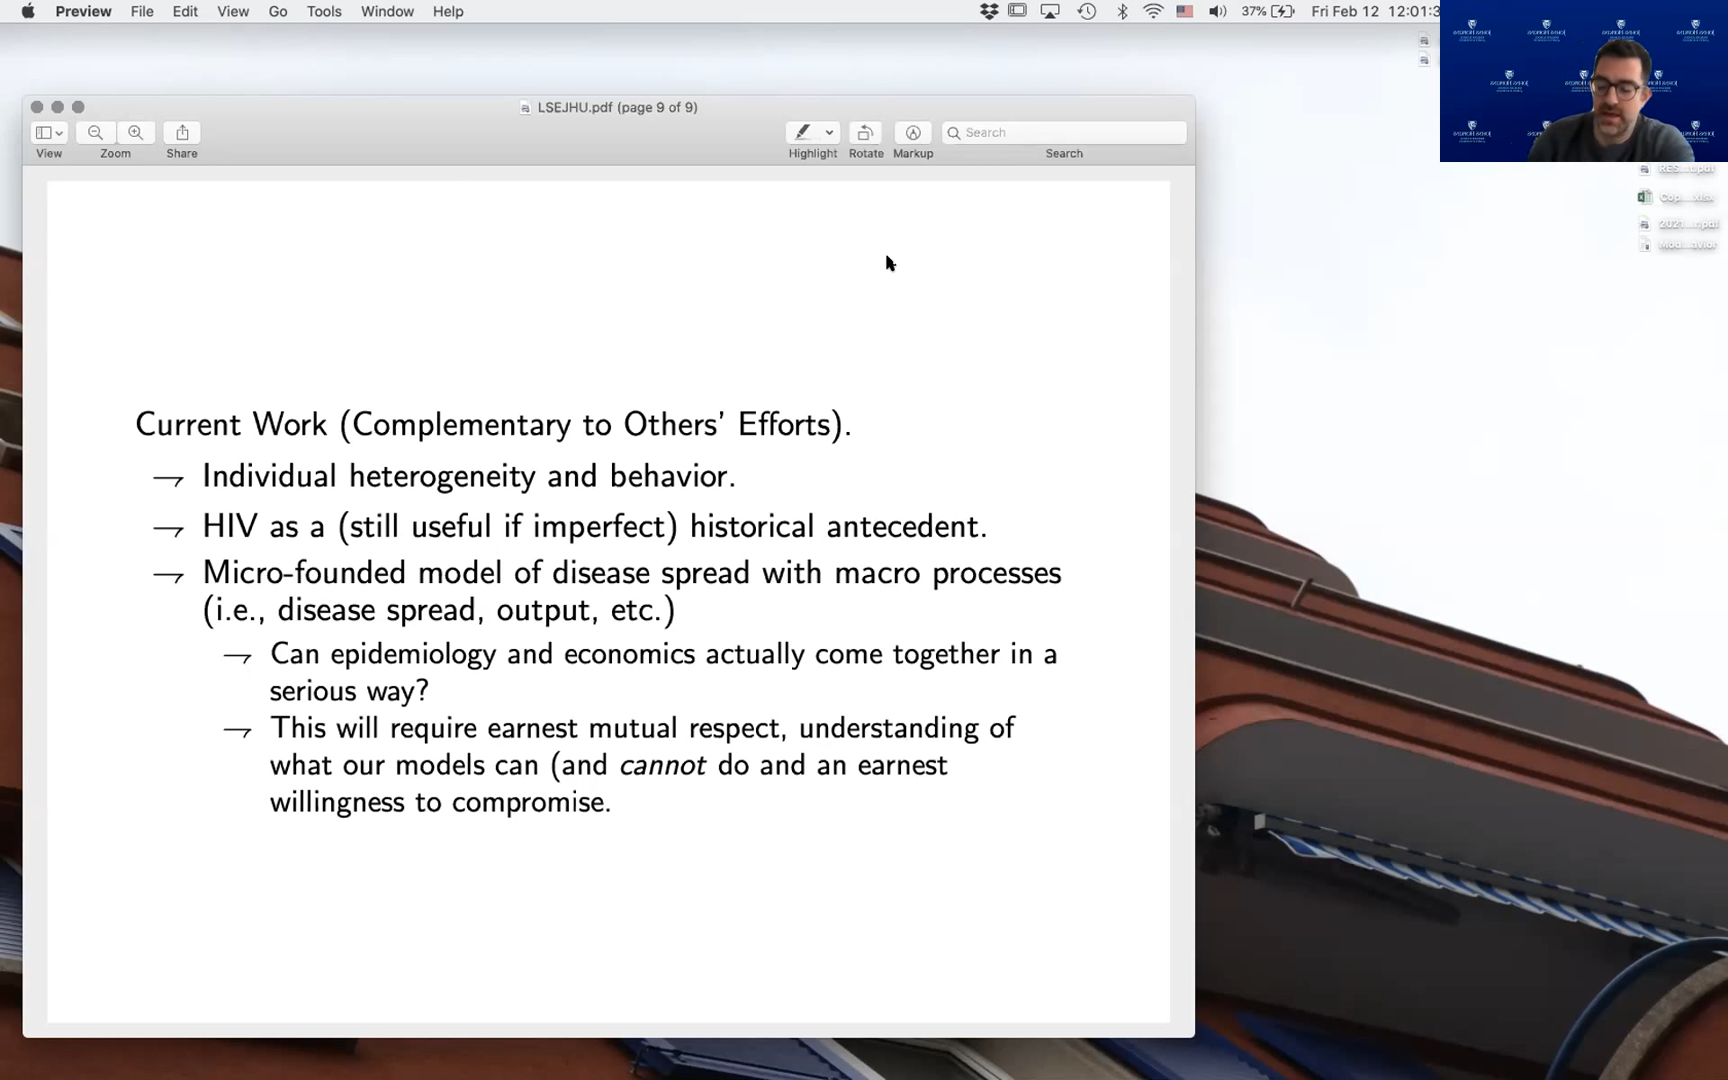 Preview File Edit View Go Tools Window Help
37% Fri Feb 12 12:01:3
LSEJHU.pdf (page 9 of 9)
Search
View Zoom Share Highlight Rotate Markup Search
Current Work (Complementary to Others' Efforts).
Individual heterogeneity and behavior.
HIV as a (still useful if imperfect) historical antecedent.
Micro-founded model of disease spread with macro processes
(i.e., disease spread, output, etc.)
Can epidemiology and economics actually come together in a
serious way?
This will require earnest mutual respect, understanding of
what our models can (and cannot do and an earnest
willingness to compromise.